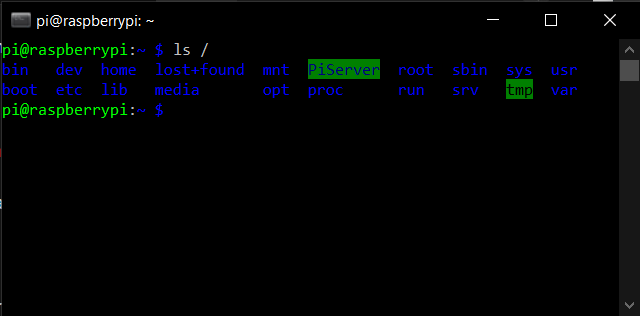 pi@raspberrypi: ~
pi@raspberrypi:~ $ ls /
bin dev home lost+found mnt PiServer root sbin sys usr
boot etc lib media opt proc run srv tmp var
pi@raspberrypi:~ $